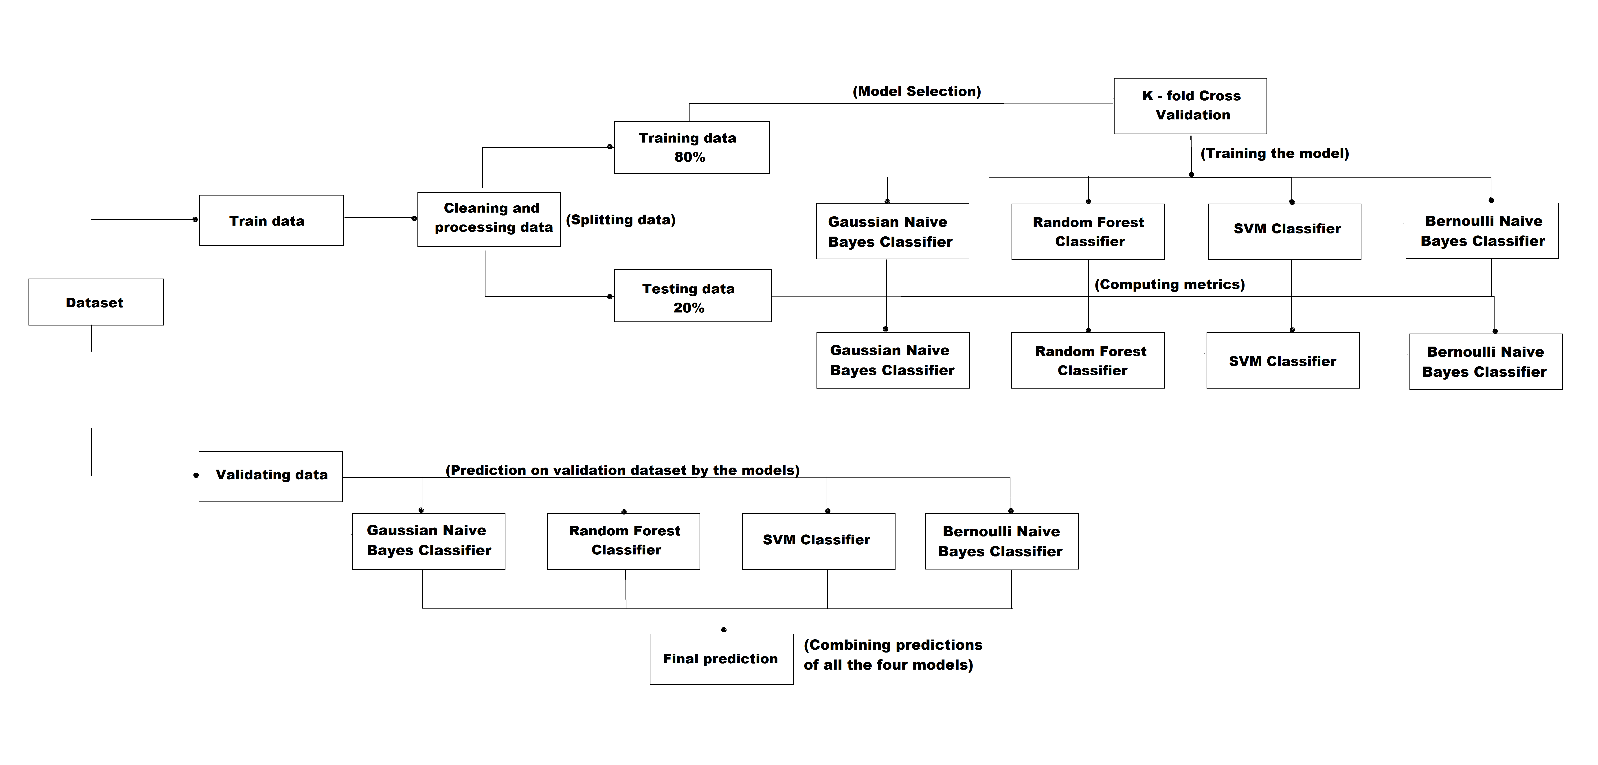 (Model Selection)
K - fold Cross
Validation
Training data
80%
(Training the model)
Train data
Cleaning and
processing data
(Splitting data)
Gaussian Naive
Bayes Classifier
Random Forest
Classifier
SVM Classifier
Bernoulli Naive
Bayes Classifier
Dataset
Testing data
20%
(Computing metrics)
Gaussian Naive
Bayes Classifier
Random Forest
Classifier
SVM Classifier
Bernoulli Naive
Bayes Classifier
Validating data
(Prediction on validation dataset by the models)
Gaussian Naive
Bayes Classifier
Random Forest
Classifier
SVM Classifier
Bernoulli Naive
Bayes Classifier
Final prediction
(Combining predictions
of all the four models)